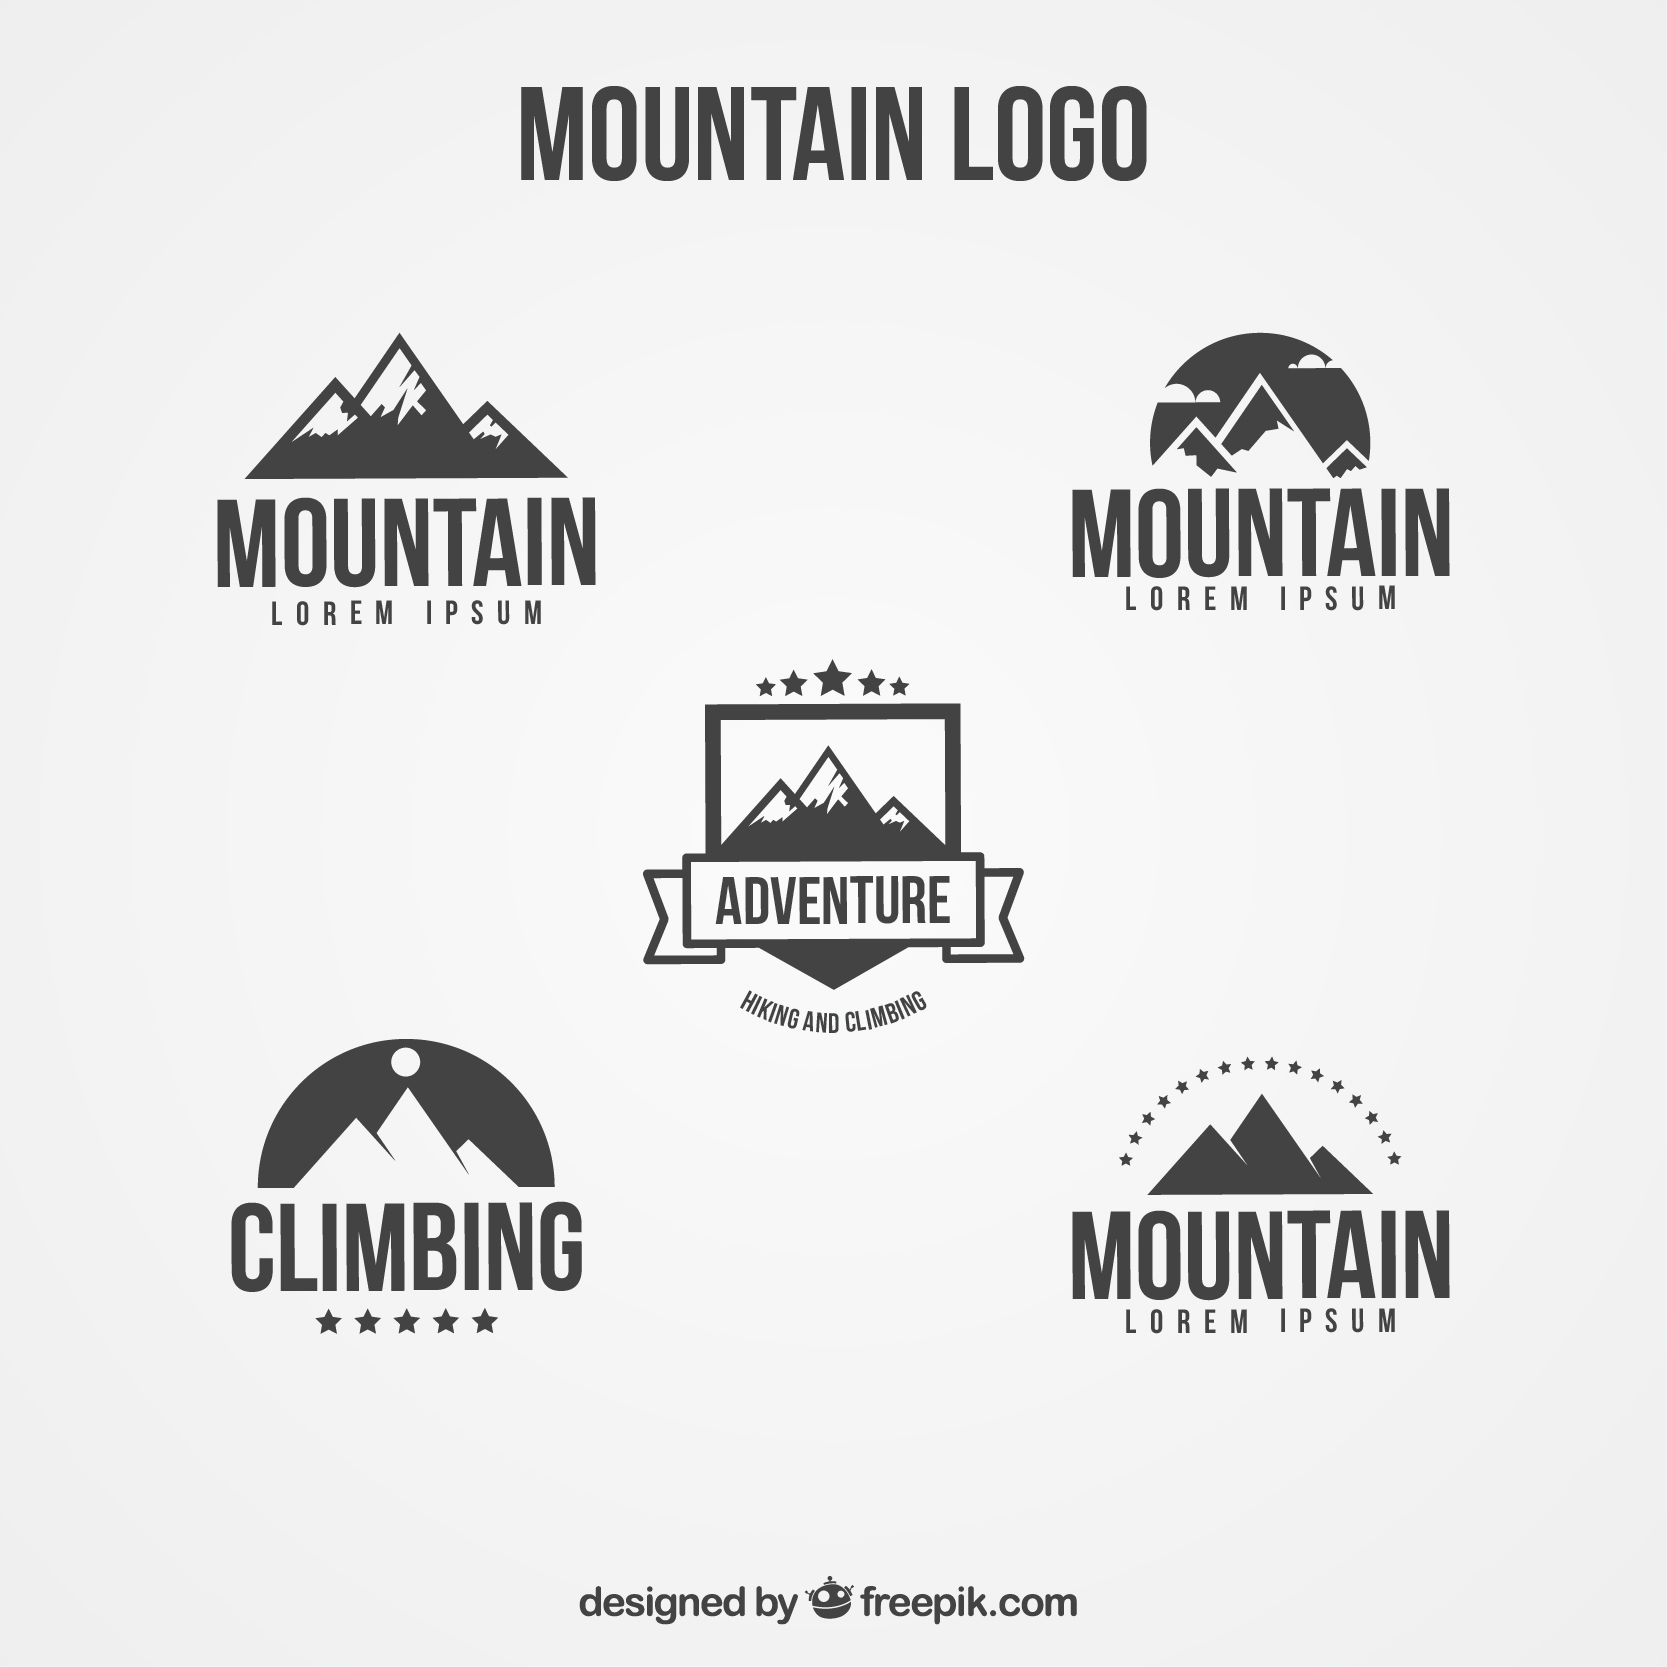 MOUNTAIN LOGO
MOUNTAIN
LOREM IPSUM
MOUNTAIN
LOREM IPSUM
ADVENTURE
HIKING AND CLIMBING
CLIMBING
MOUNTAIN
LOREM IPSUM
designed by freepik.com